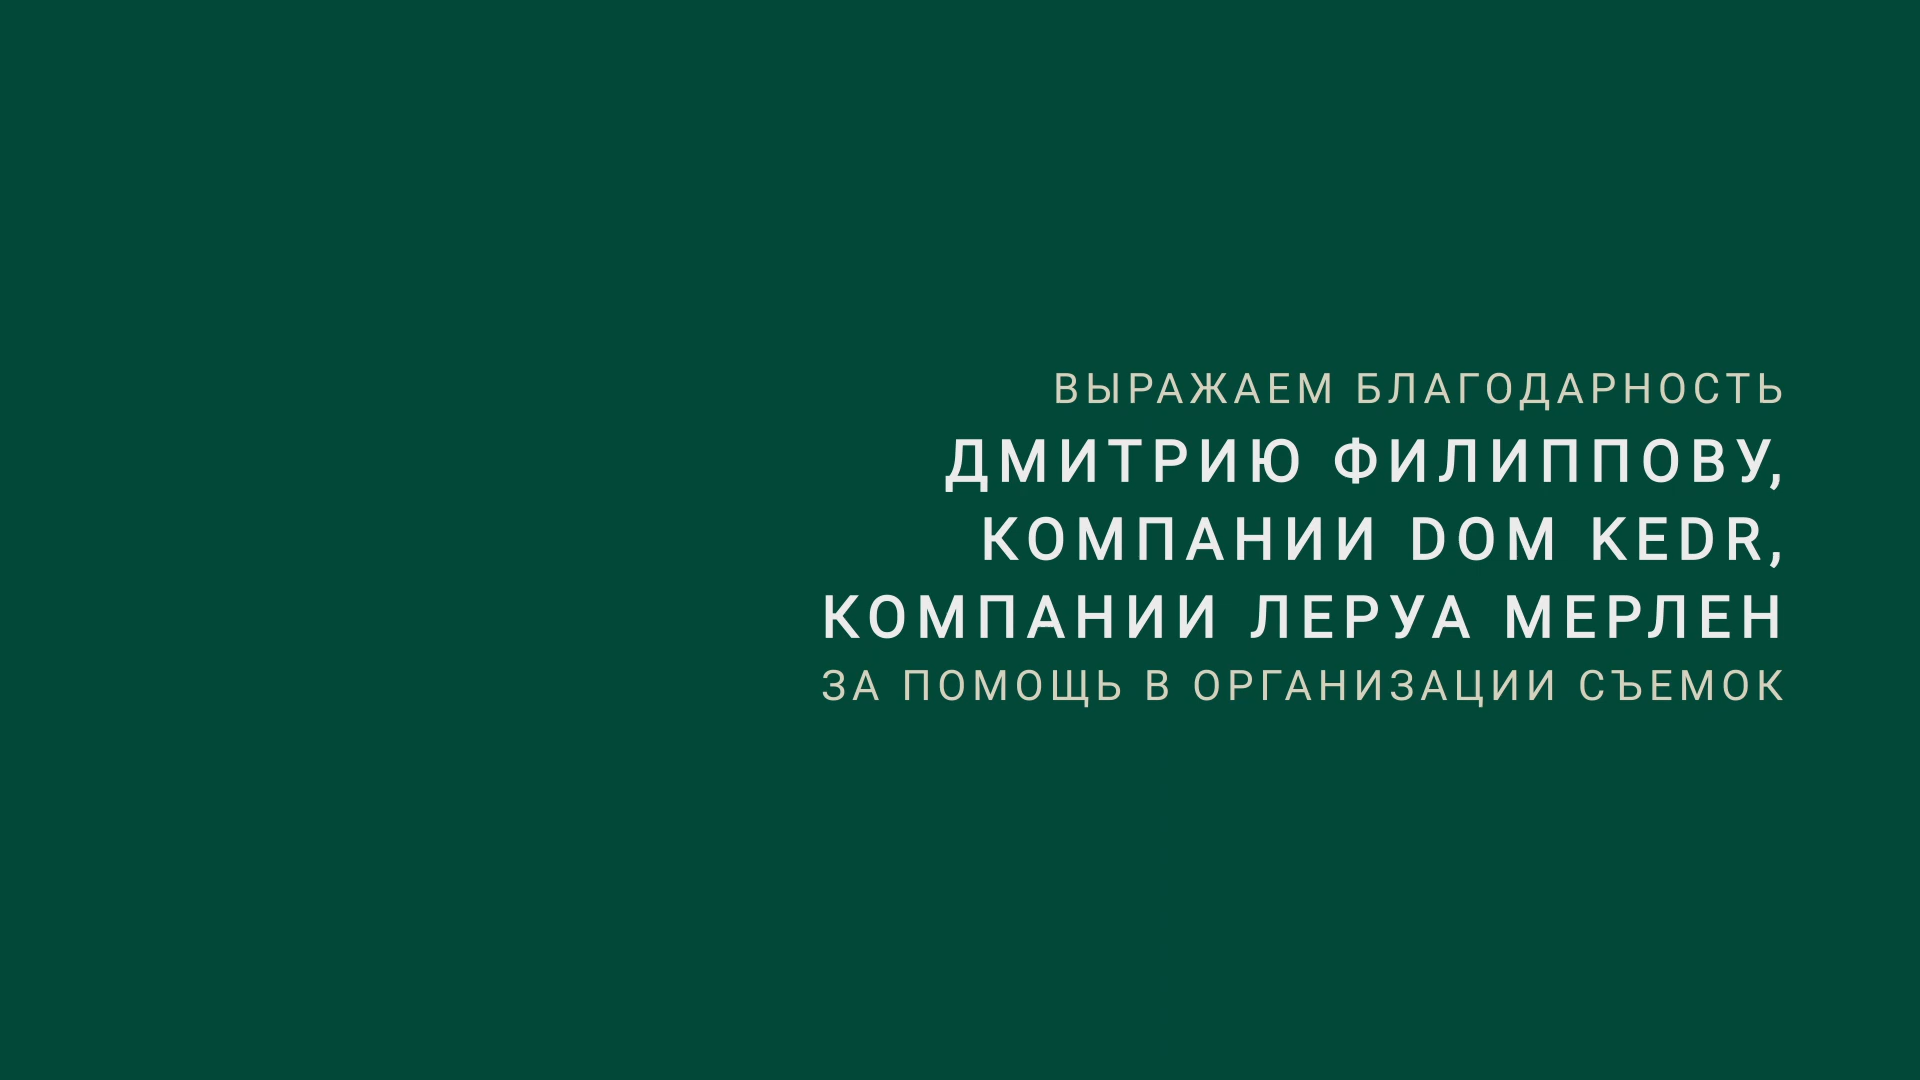 ВЫРАЖАЕМ БЛАГОДАРНОСТЬ
ДМИТРИЮ ФИЛИППОВУ,
КОМПАНИИ DOM KEDR,
КОМПАНИИ ЛЕРУА МЕРЛЕН
ЗА ПОМОЩЬ В ОРГАНИЗАЦИИ СЪЕМОК